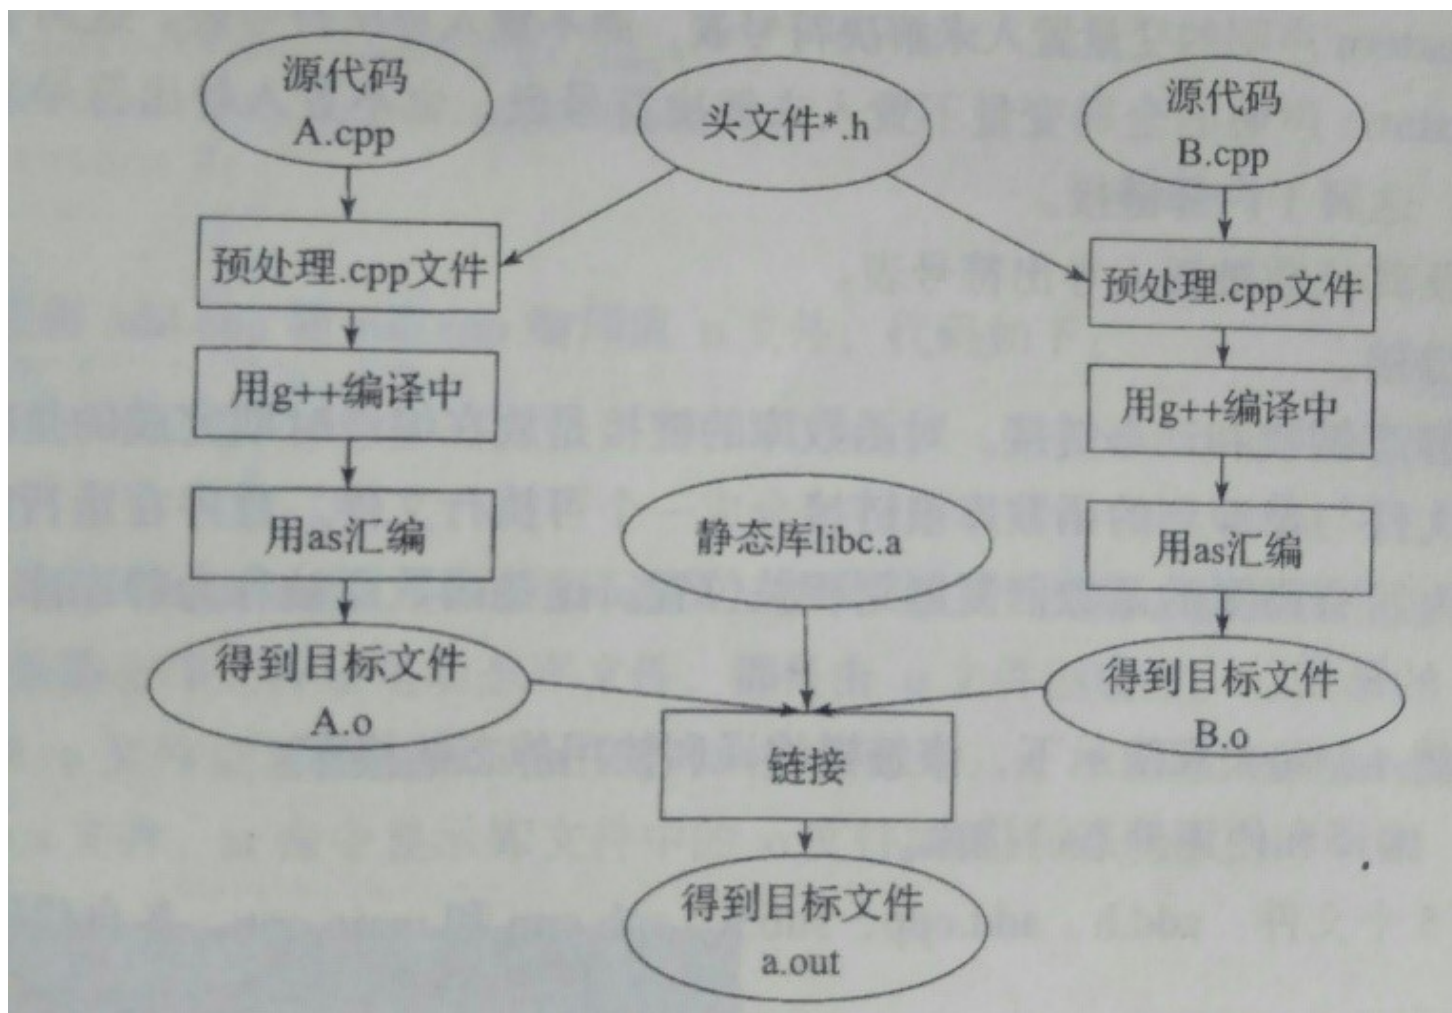 源代码
A.cpp
头文件*.h
源代码
B.cpp
预处理.cpp文件
预处理.cpp文件
用g++编译中
用g++编译中
用as汇编
静态库libc.a
用as汇编
得到目标文件
A.o
得到目标文件
B.o
链接
得到目标文件
a.out